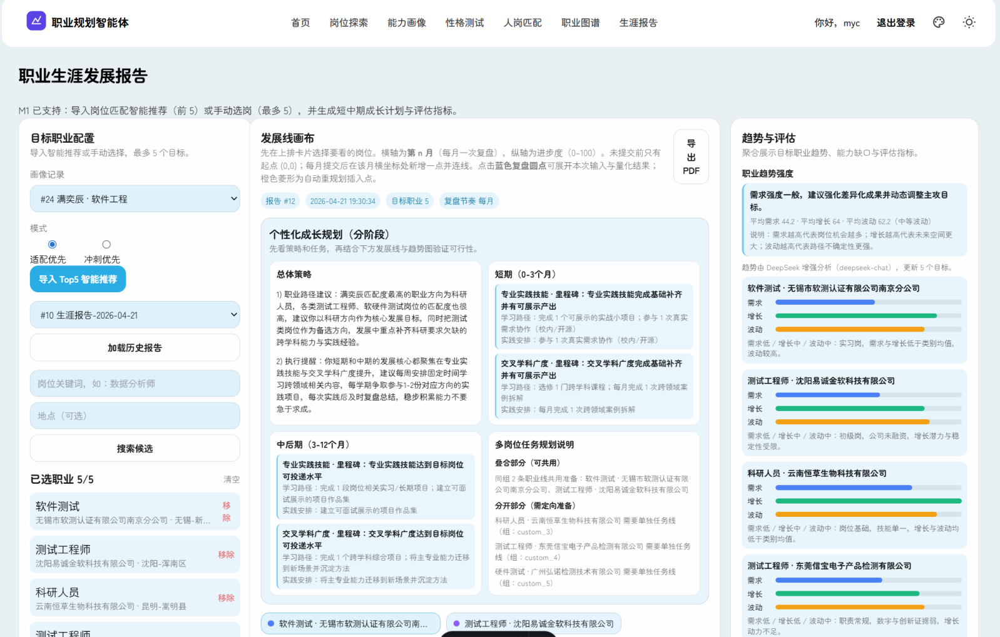 职业规划智能体
首页
岗位探索
能力画像
性格测试
人岗匹配
职业图谱
生涯报告
你好，myc
退出登录
职业生涯发展报告
M1 已支持：导入岗位匹配智能推荐（前 5）或手动选岗（最多 5），并生成短中期成长计划与评估指标。
目标职业配置
导入智能推荐或手动选择，最多 5 个目标。
画像记录
#24 满奕辰 · 软件工程
模式
适配优先
冲刺优先
导入 Top5 智能推荐
#10 生涯报告-2026-04-21
加载历史报告
岗位关键词，如：数据分析师
地点（可选）
搜索候选
已选职业 5/5
清空
软件测试
无锡市软测认证有限公司南京分公司 · 无锡-新...
移
除
测试工程师
沈阳易诚金软科技有限公司 · 沈阳-浑南区
移除
科研人员
云南恒草生物科技有限公司 · 昆明-嵩明县
移除
测试工程师
发展线画布
先在上排卡片选择要看的岗位。横轴为第 n 月（每月一次复盘），纵轴为进步度（0–100）。未提交前只有
起点 (0,0)；每月提交后在该月横坐标处新增一点并连线。点击蓝色复盘圆点可展开本次输入与量化结果；
橙色菱形为自动重规划插入点。
导
出
PDF
报告 #12
2026-04-21 19:30:34
目标职业 5
复盘节奏 每月
个性化成长规划（分阶段）
先看策略和任务，再结合下方发展线与趋势图验证可行性。
总体策略
1) 职业路径建议：满奕辰匹配度最高的职业方向为科研
人员，各类测试工程师、软硬件测试岗位的匹配度也很
高，建议你以科研方向作为核心发展目标，同时把测试
类岗位作为备选方向，发展中重点补齐科研要求欠缺的
跨学科能力与实践经验。
2) 执行提醒：你短期和中期的发展核心都聚焦在专业实
践技能与交叉学科广度提升，建议每周安排固定时间学
习跨领域相关内容，每学期争取参与1-2份对应方向的实
践项目，每次实践后及时复盘总结，稳步积累能力不要
急于求成。
短期（0-3个月）
专业实践技能 · 里程碑：专业实践技能完成基础补齐
并有可展示产出
学习路径：完成 1 个可展示的实战小项目；参与 1 次真实
需求协作（校内/开源）
实践安排：参与 1 次真实需求协作（校内/开源）
交叉学科广度 · 里程碑：交叉学科广度完成基础补齐
并有可展示产出
学习路径：选修 1 门跨学科课程；每月完成 1 次跨领域案
例拆解
实践安排：每月完成 1 次跨领域案例拆解
中后期（3-12个月）
专业实践技能 · 里程碑：专业实践技能达到目标岗位
可投递水平
学习路径：完成 1 段岗位相关实习/长期项目；建立可面
试展示的项目作品集
实践安排：建立可面试展示的项目作品集
交叉学科广度 · 里程碑：交叉学科广度达到目标岗位
可投递水平
学习路径：完成 1 个跨学科综合项目；将主专业能力迁移
到新场景并沉淀方法
实践安排：将主专业能力迁移到新场景并沉淀方法
多岗位任务规划说明
叠合部分（可共用）
同组 2 条职业线共用准备：软件测试 · 无锡市软测认证有限
公司南京分公司、测试工程师 · 沈阳易诚金软科技有限公司
分开部分（需定向准备）
科研人员 · 云南恒草生物科技有限公司 需要单独任务线
（组：custom_3）
测试工程师 · 东莞信宝电子产品检测有限公司 需要单独任务
线（组：custom_4）
硬件测试 · 广州弘诺检测技术有限公司 需要单独任务线
（组：custom_5）
软件测试 · 无锡市软测认证有限公司南...
测试工程师 · 沈阳易诚金软科技有限公司
趋势与评估
聚合展示目标职业趋势、能力缺口与评估指标。
职业趋势强度
需求强度一般，建议强化差异化成果并动态调整主攻目
标。
平均需求 44.2 · 平均增长 64 · 平均波动 62.2（中等波动）
说明：需求越高代表岗位机会越多；增长越高代表未来空间更
大；波动越高代表路径不确定性更强。
趋势由 DeepSeek 增强分析（deepseek-chat），更新 5 个目标。
软件测试 · 无锡市软测认证有限公司南京分公司
需求
增长
波动
需求低 / 增长中 / 波动中：实习岗，需求与增长低于类别均值，
波动较高。
测试工程师 · 沈阳易诚金软科技有限公司
需求
增长
波动
需求低 / 增长中 / 波动中：初级岗，公司未融资，增长潜力与稳
定性受限。
科研人员 · 云南恒草生物科技有限公司
需求
增长
波动
需求低 / 增长中 / 波动中：岗位基础，技能单一，增长与波动均
低于类别均值。
测试工程师 · 东莞信宝电子产品检测有限公司
需求
增长
波动
需求低 / 增长低 / 波动中：职责常规，数字与创新证据弱，增长
动力不足。